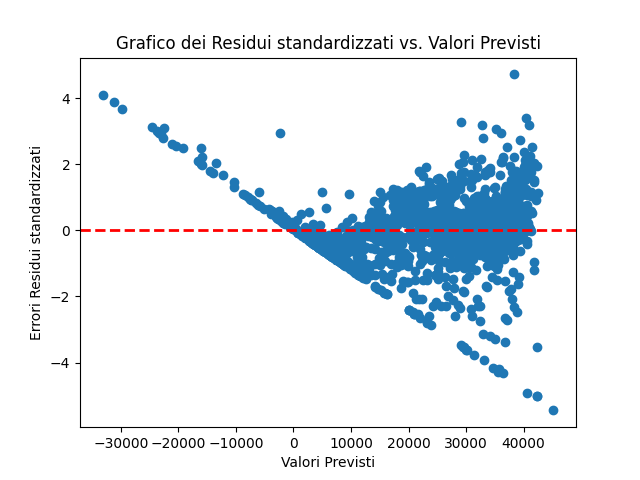 Grafico dei Residui standardizzati vs. Valori Previsti
Errori Residui standardizzati
4
2
0
−2
−4
−30000 −20000 −10000 0 10000 20000 30000 40000
Valori Previsti